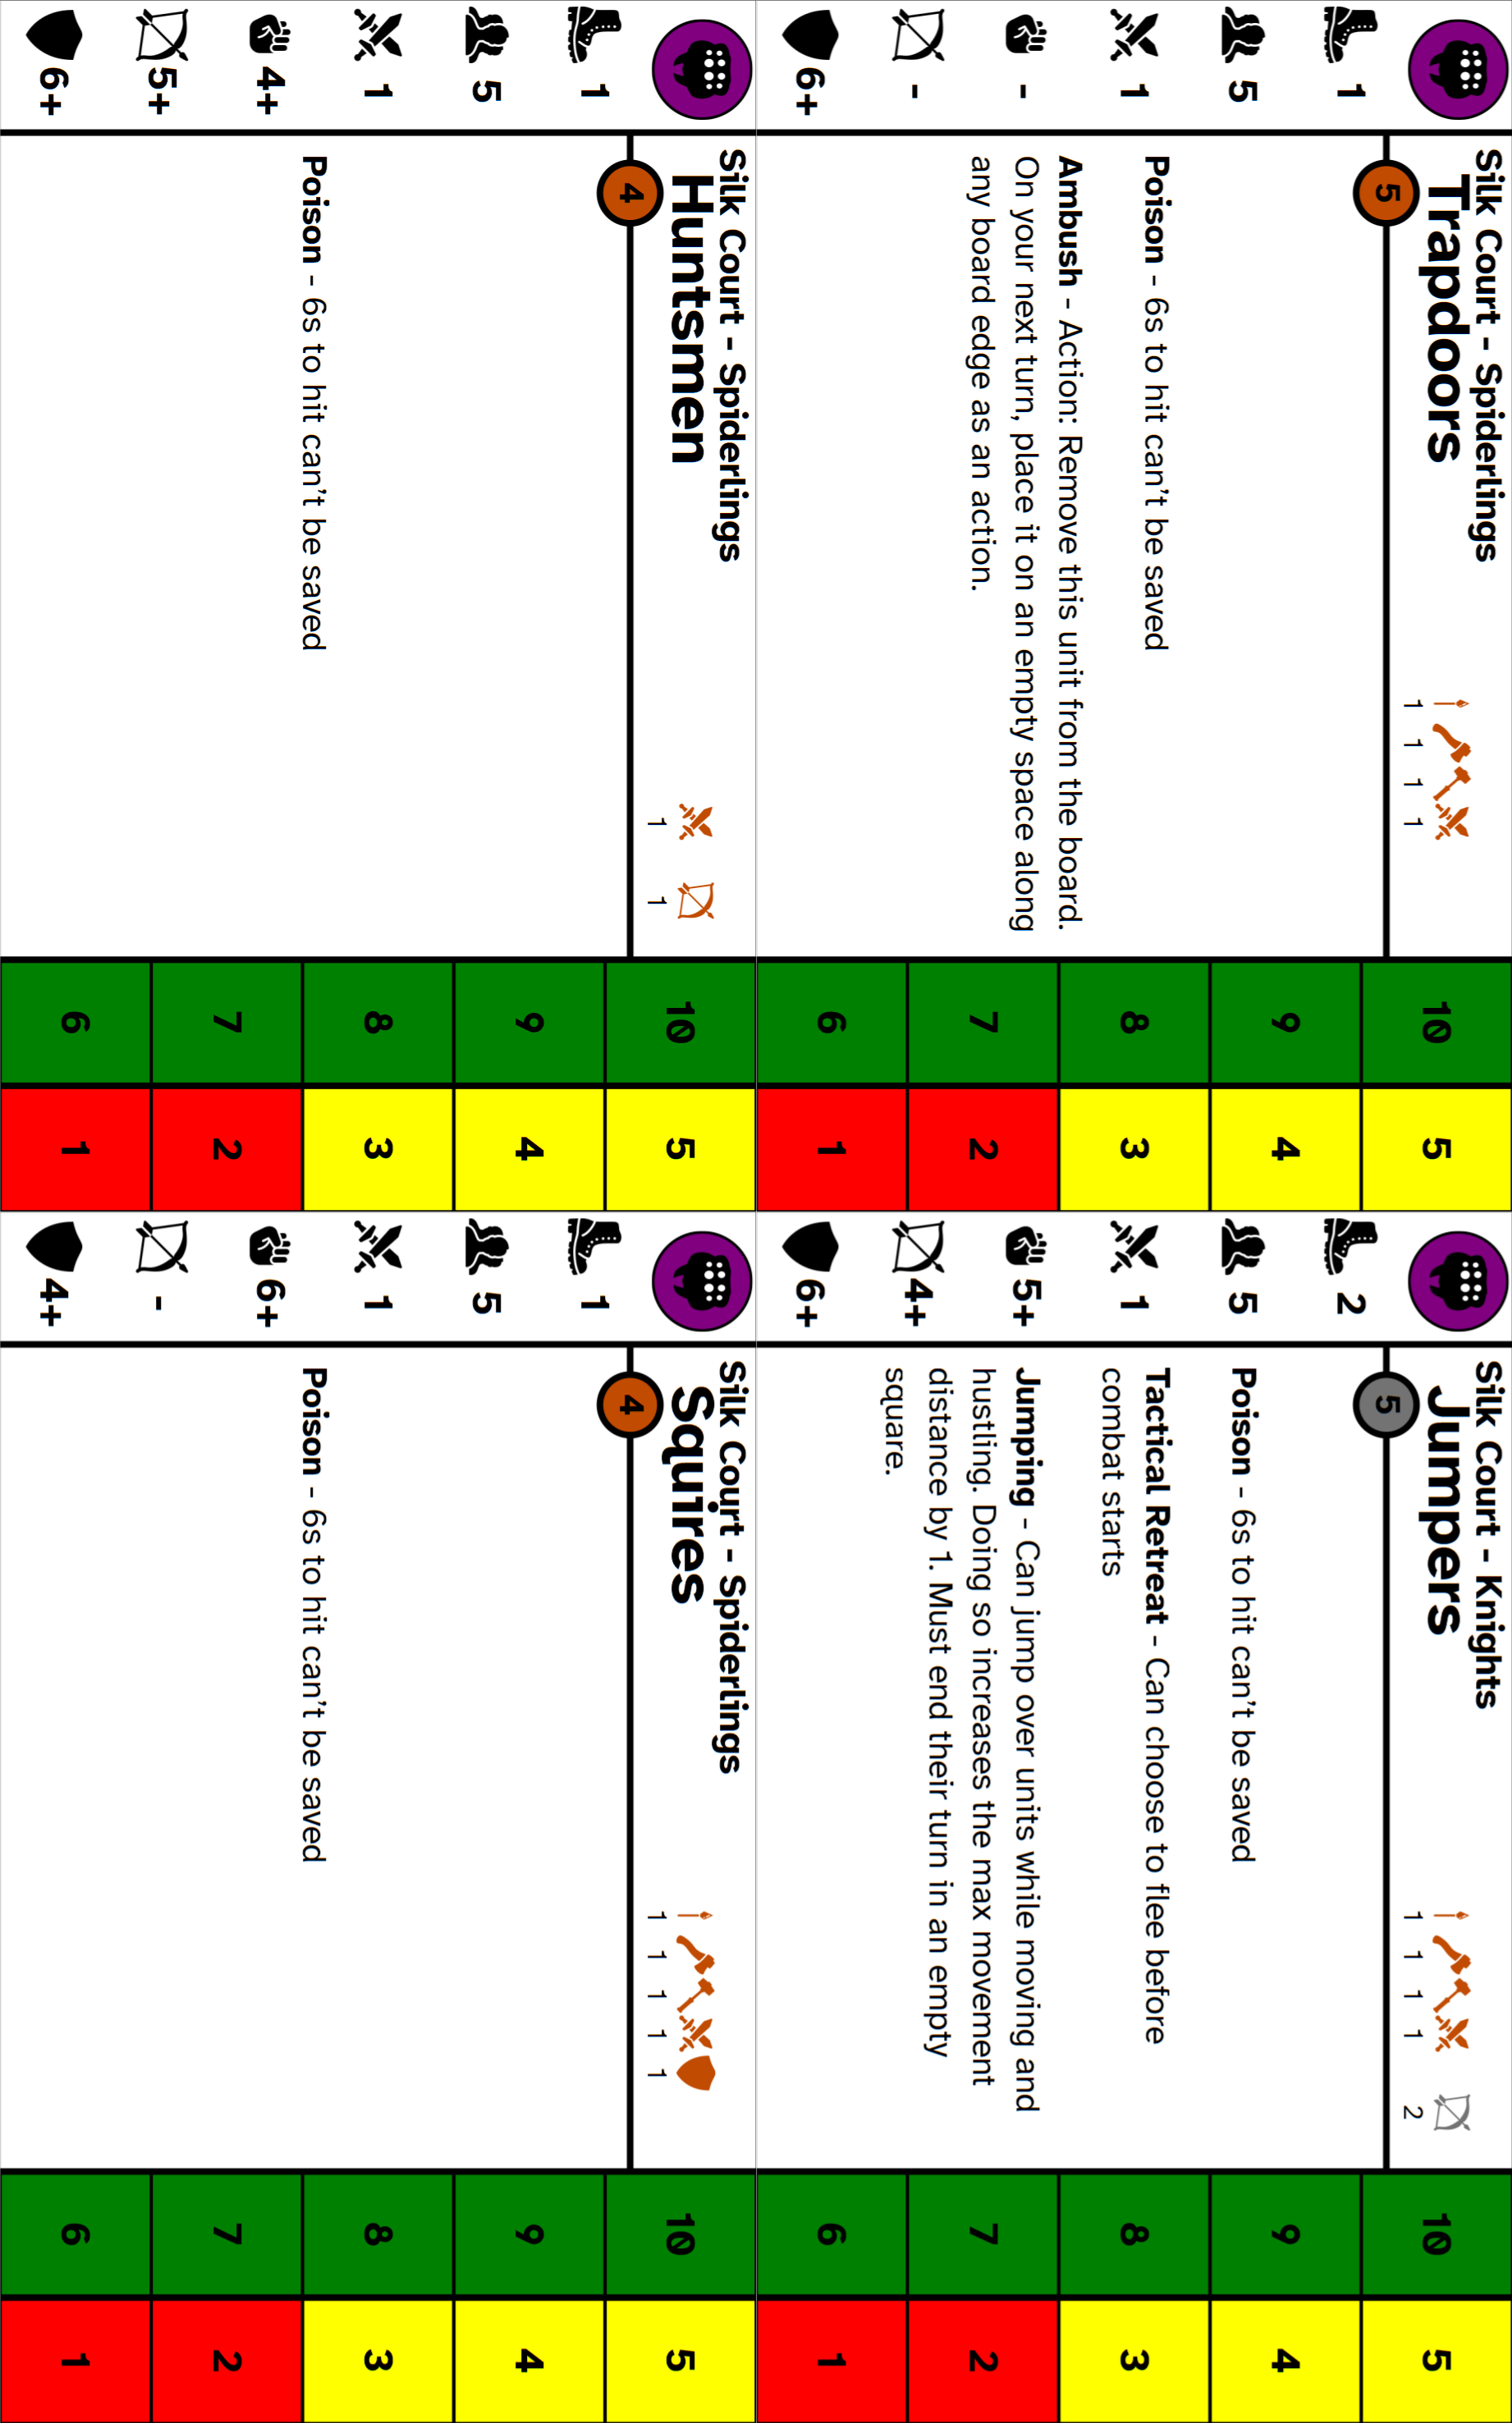 Silk Court - Spiderlings
Trapdoors
5
1 1 1 1
1
5
1
-
-
6+
Poison - 6s to hit can't be saved
Ambush - Action: Remove this unit from the board.
On your next turn, place it on an empty space along
any board edge as an action.
10 5
9 4
8 3
7 2
6 1
Silk Court - Knights
Jumpers
5
1 1 1 1 2
2
5
1
5+
4+
6+
Poison - 6s to hit can't be saved
Tactical Retreat - Can choose to flee before
combat starts
Jumping - Can jump over units while moving and
hustling. Doing so increases the max movement
distance by 1. Must end their turn in an empty
square.
10 5
9 4
8 3
7 2
6 1
Silk Court - Spiderlings
Huntsmen
4
1 1
1
5
1
4+
5+
6+
Poison - 6s to hit can't be saved
10 5
9 4
8 3
7 2
6 1
Silk Court - Spiderlings
Squires
4
1 1 1 1 1
1
5
1
6+
-
4+
Poison - 6s to hit can't be saved
10 5
9 4
8 3
7 2
6 1